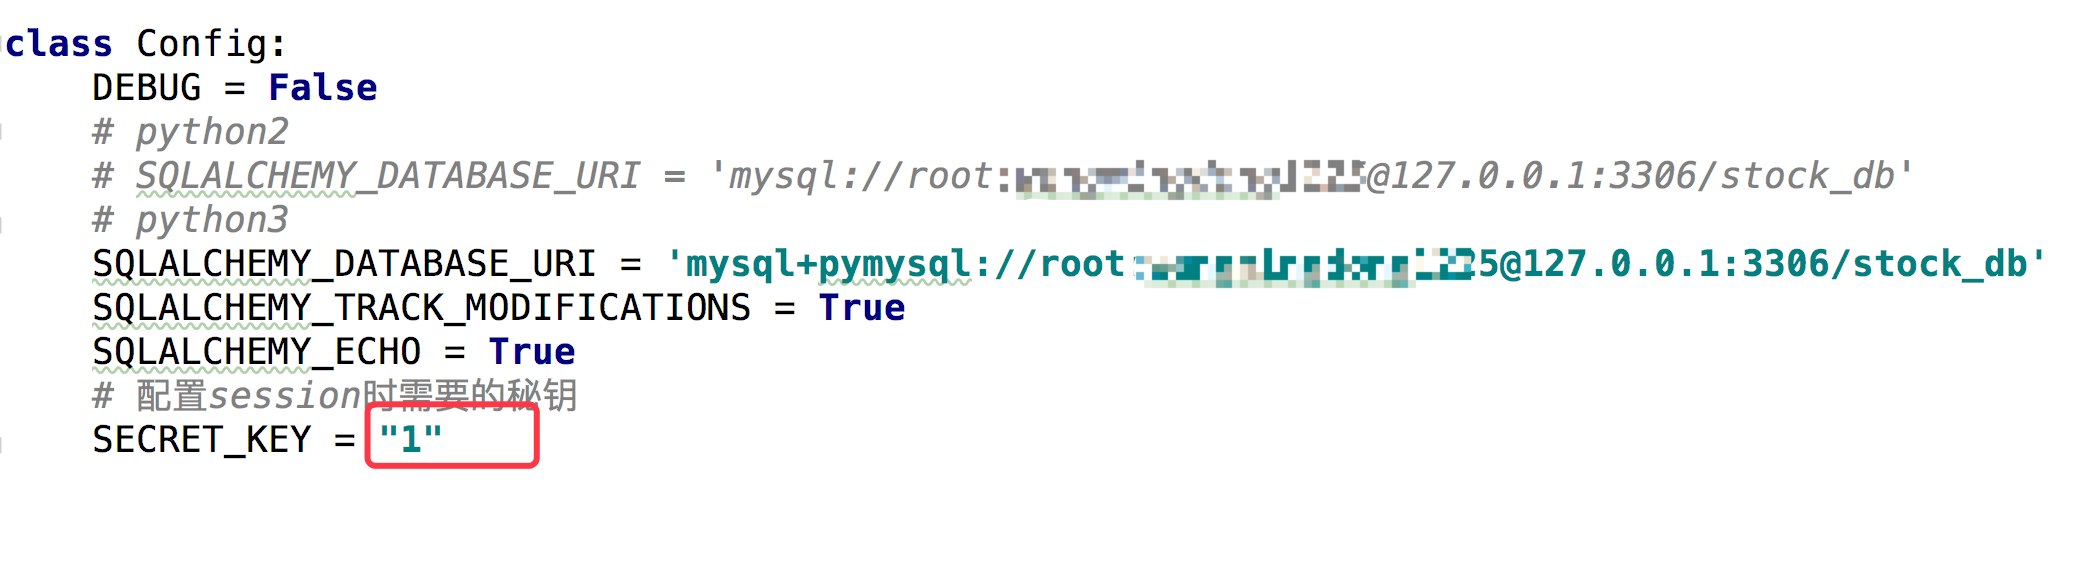 class Config:
DEBUG = False
# python2
# SQLALCHEMY_DATABASE_URI = 'mysql://root: @127.0.0.1:3306/stock_db'
# python3
SQLALCHEMY_DATABASE_URI = 'mysql+pymysql://root 5@127.0.0.1:3306/stock_db'
SQLALCHEMY_TRACK_MODIFICATIONS = True
SQLALCHEMY_ECHO = True
# 配置session时需要的秘钥
SECRET_KEY = "1"